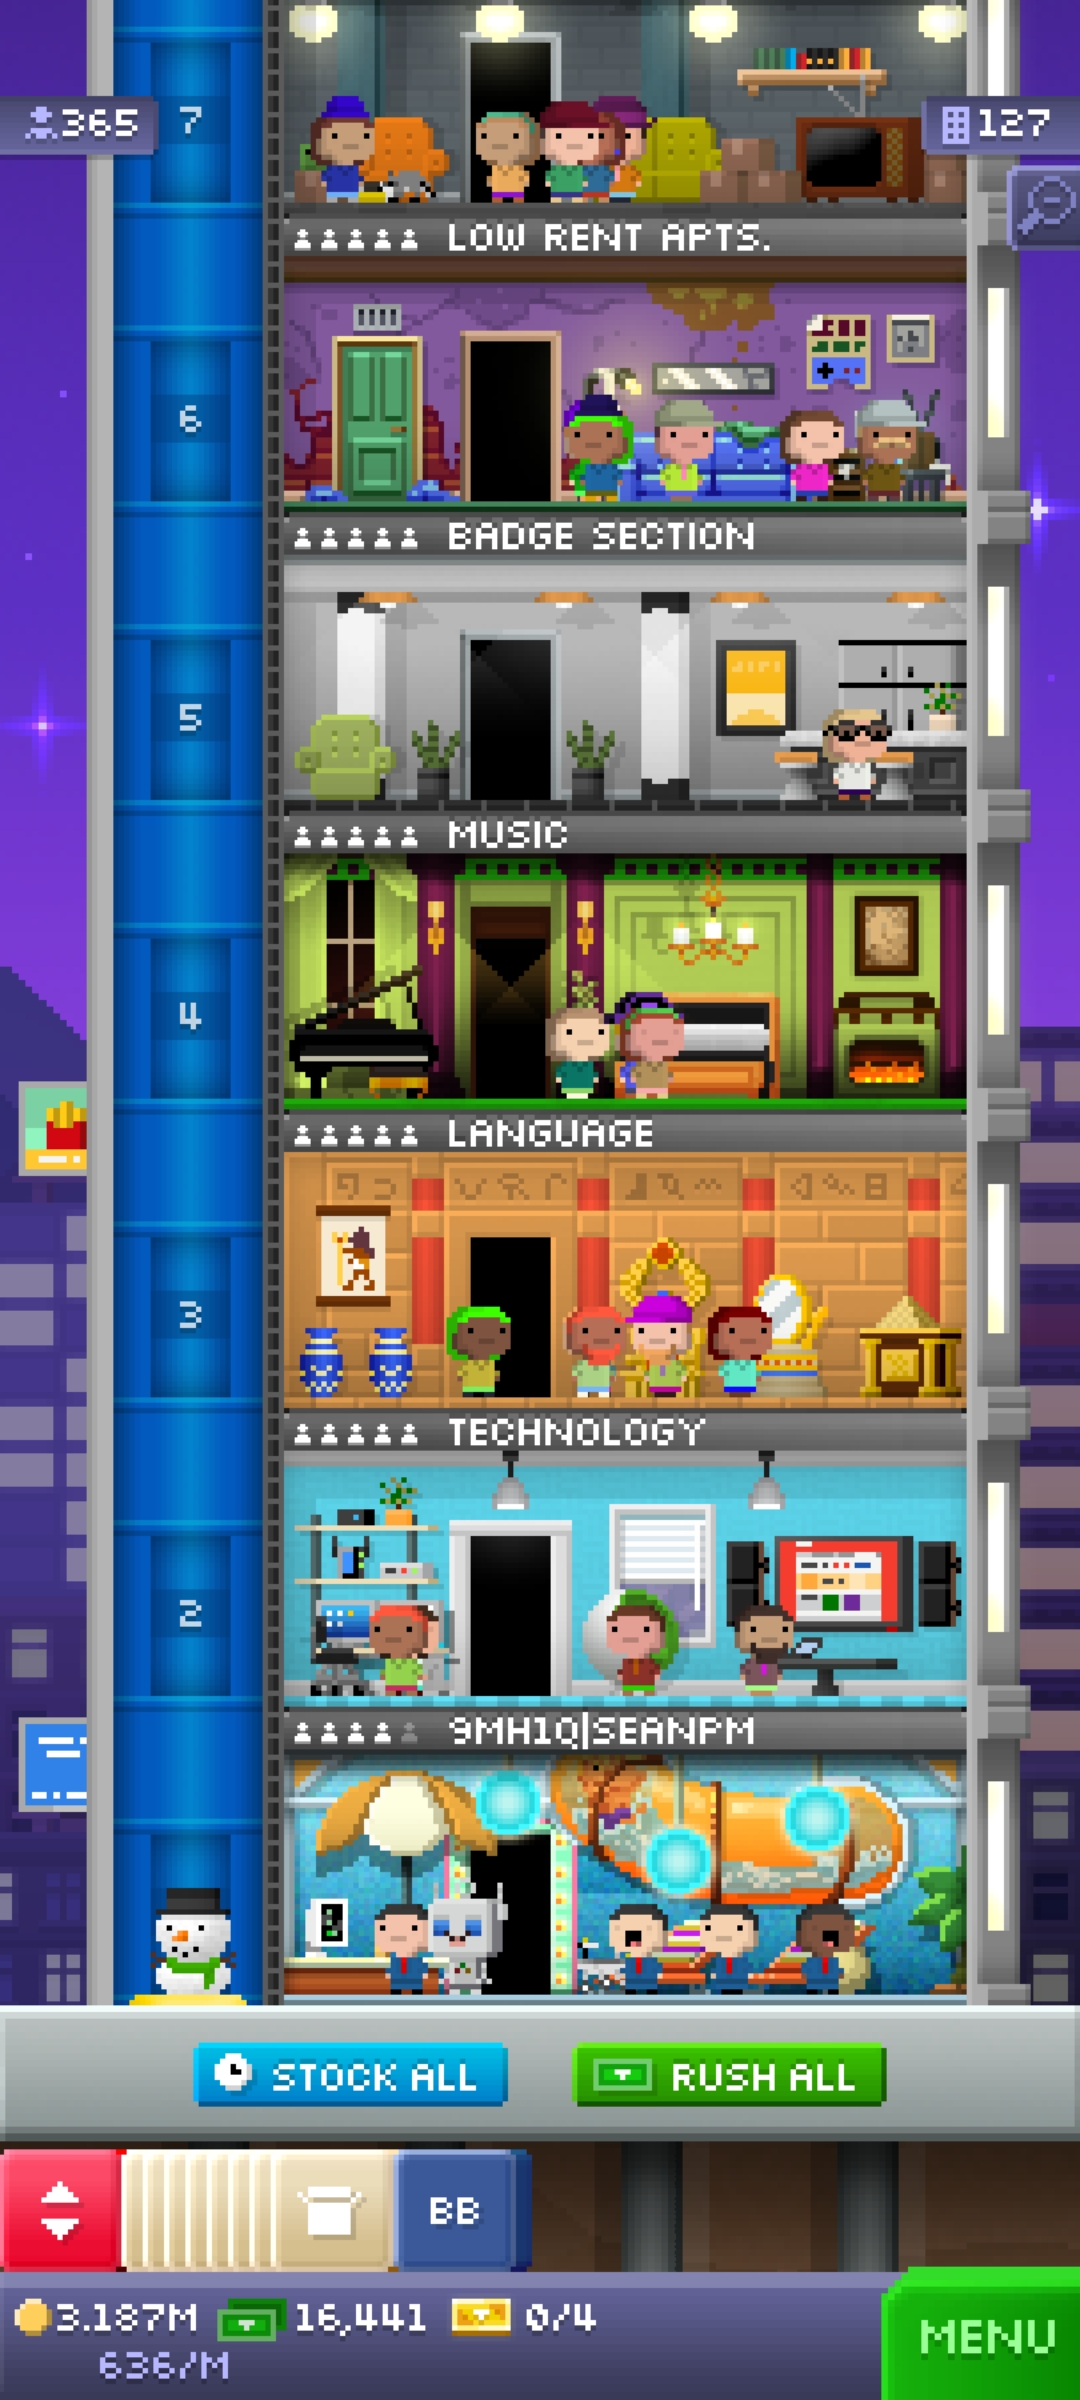 365
7
127
LOW RENT APTS.
6
BADGE SECTION
5
MUSIC
4
LANGUAGE
3
TECHNOLOGY
2
9MH1Q|SEANPM
STOCK ALL
RUSH ALL
BB
3.187M
16,441
0/4
636/M
MENU